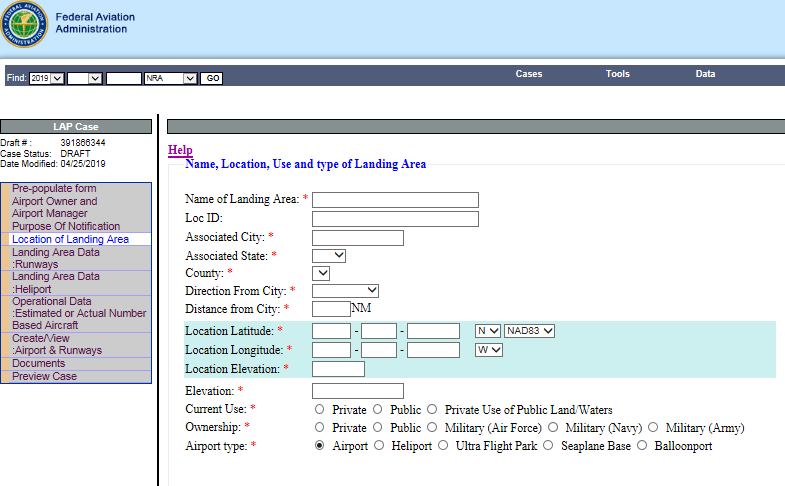 Federal Aviation
Administration
Find: 2019 NRA GO
Cases Tools Data
LAP Case
Draft # : 391866344
Case Status: DRAFT
Date Modified: 04/25/2019
Pre-populate form
Airport Owner and
Airport Manager
Purpose Of Notification
Location of Landing Area
Landing Area Data
:Runways
Landing Area Data
:Heliport
Operational Data
:Estimated or Actual Number
Based Aircraft
Create/View
:Airport & Runways
Documents
Preview Case
Help
Name, Location, Use and type of Landing Area
Name of Landing Area: *
Loc ID:
Associated City: *
Associated State: *
County: *
Direction From City: *
Distance from City: * NM
Location Latitude: * - - N NAD83
Location Longitude: * - - W
Location Elevation: *
Elevation: *
Current Use: * Private Public Private Use of Public Land/Waters
Ownership: * Private Public Military (Air Force) Military (Navy) Military (Army)
Airport type: * Airport Heliport Ultra Flight Park Seaplane Base Balloonport